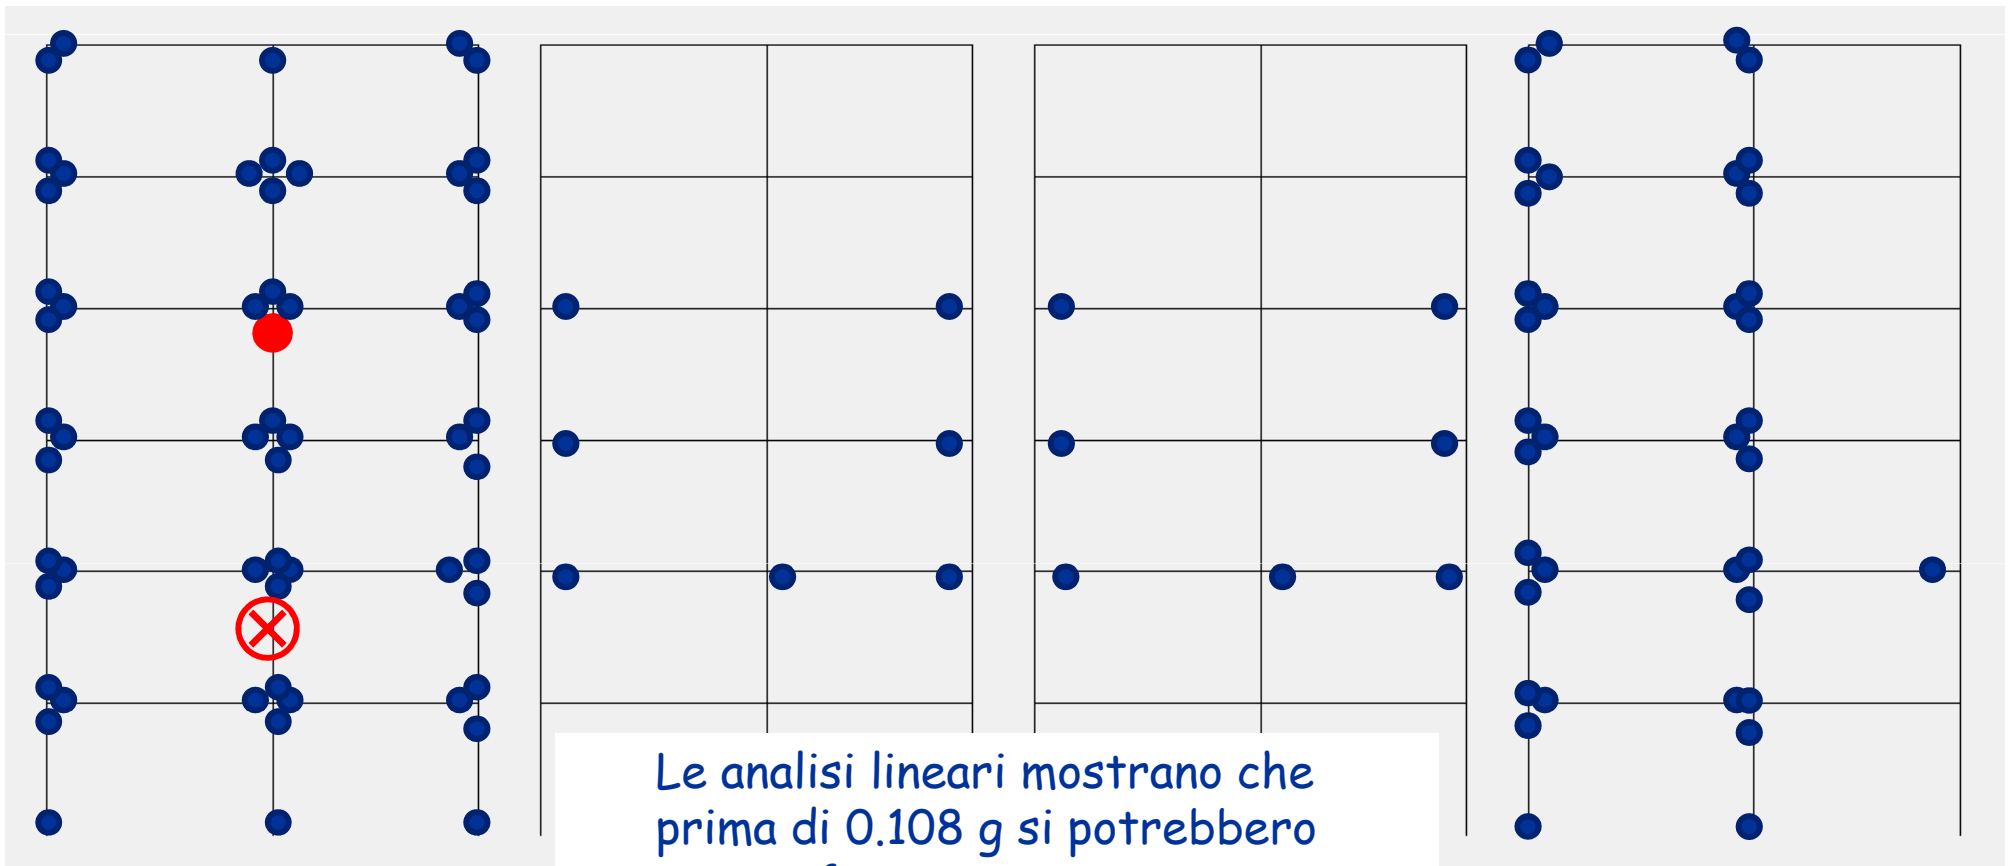 Le analisi lineari mostrano che
prima di 0.108 g si potrebbero